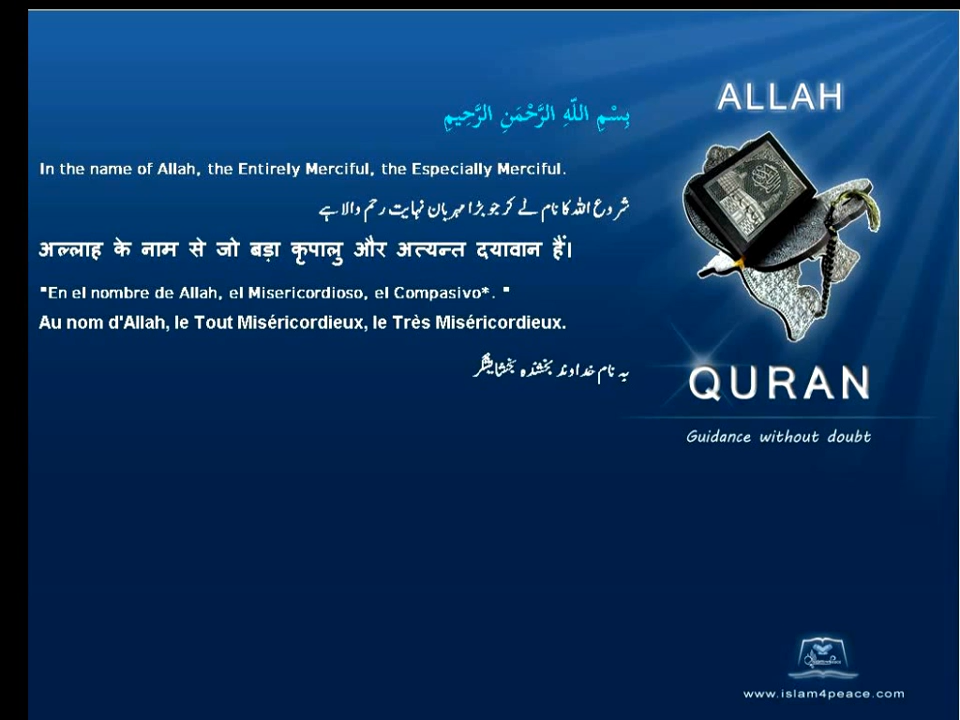 بِسْمِ اللّهِ الرَّحْمَنِ الرَّحِيمِ
In the name of Allah, the Entirely Merciful, the Especially Merciful.
شروع اللہ کا نام لے کر جو بڑا مہربان نہایت رحم والا ہے
अल्लाह के नाम से जो बड़ा कृपालु और अत्यन्त दयावान हैं।
"En el nombre de Allah, el Misericordioso, el Compasivo*. "
Au nom d'Allah, le Tout Miséricordieux, le Très Miséricordieux.
به نام خداوند بخشنده بخشایشگر
ALLAH
QURAN
Guidance without doubt
www.islam4peace.com